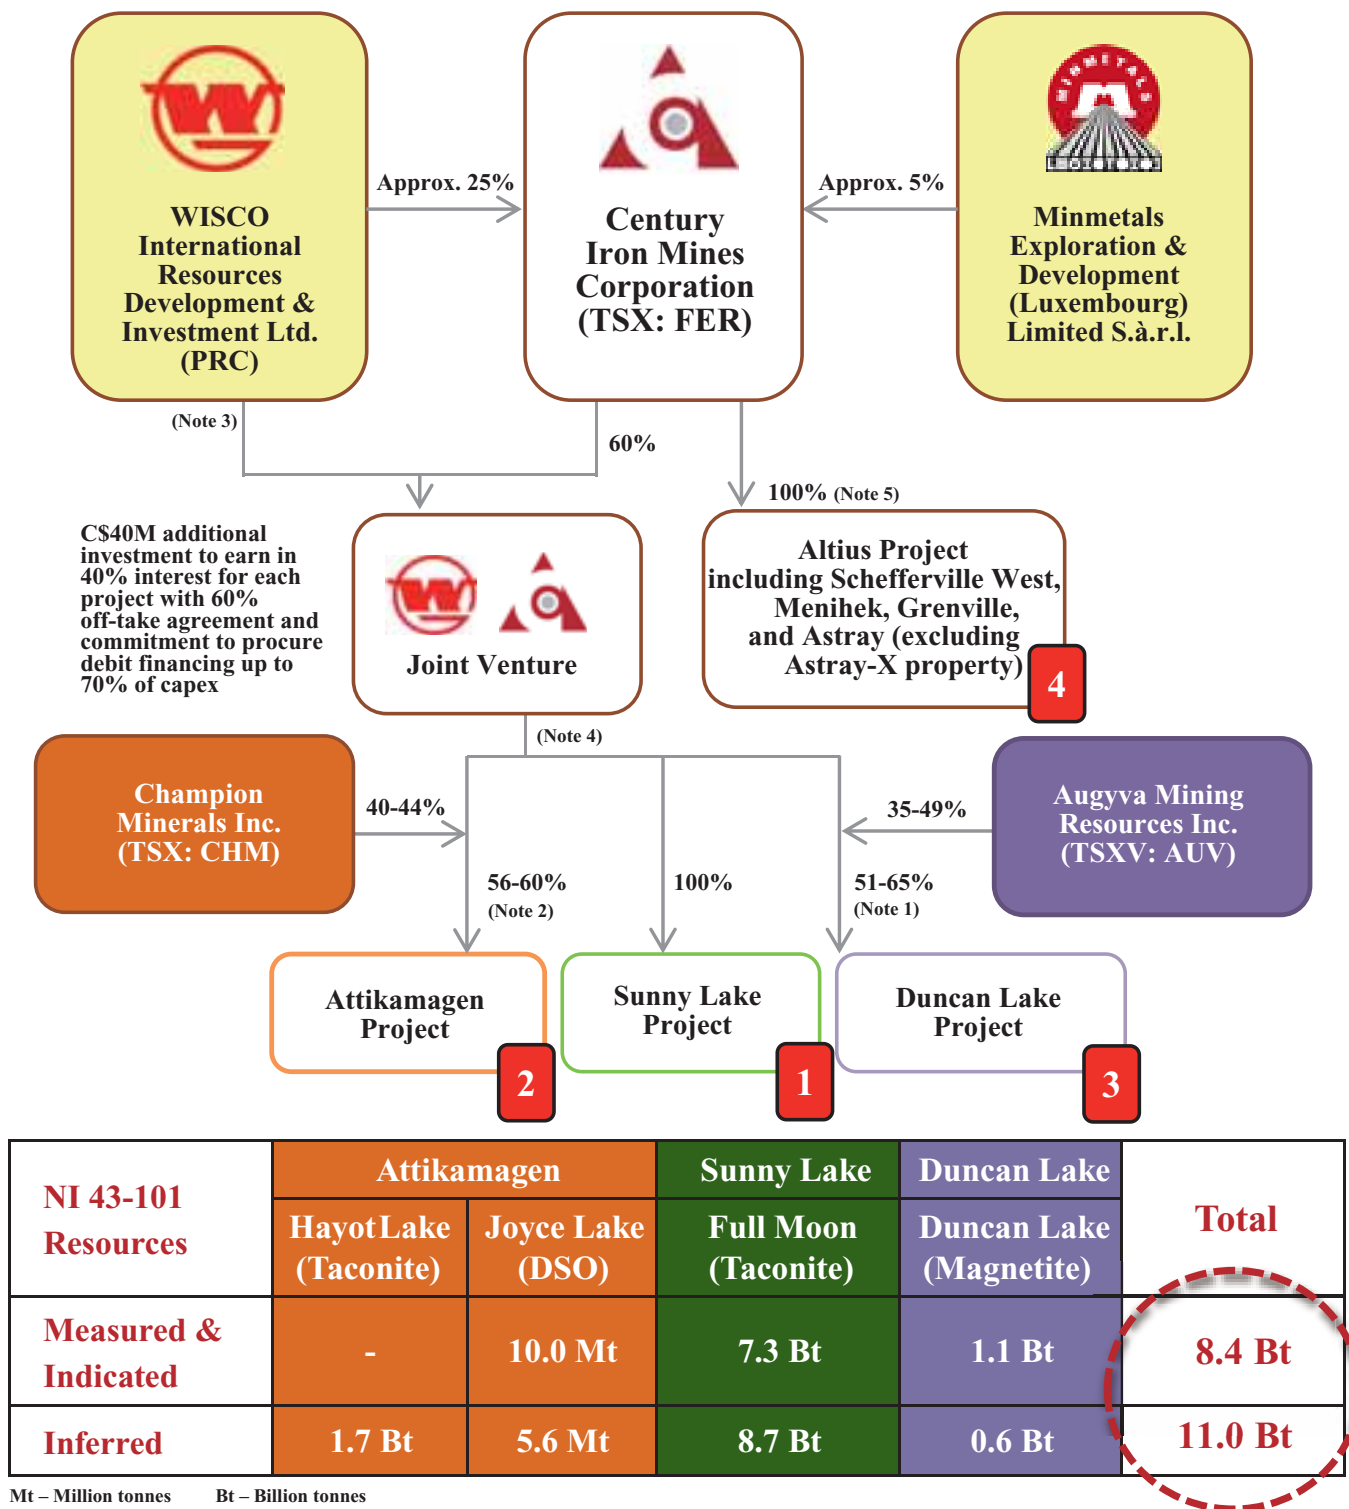 MINMETALS
WISCO
International
Resources
Development &
Investment Ltd.
(PRC)
Approx. 25%
Century
Iron Mines
Corporation
(TSX: FER)
Approx. 5%
Minmetals
Exploration &
Development
(Luxembourg)
Limited S.à.r.l.
(Note 3)
60%
100% (Note 5)
C$40M additional
investment to earn in
40% interest for each
project with 60%
off-take agreement and
commitment to procure
debit financing up to
70% of capex
Joint Venture
Altius Project
including Schefferville West,
Menihek, Grenville,
and Astray (excluding
Astray-X property)
4
(Note 4)
Champion
Minerals Inc.
(TSX: CHM)
40-44%
35-49%
Augyva Mining
Resources Inc.
(TSXV: AUV)
56-60%
(Note 2)
100%
51-65%
(Note 1)
Attikamagen
Project
2
Sunny Lake
Project
1
Duncan Lake
Project
3
NI 43-101
Resources
Attikamagen
Sunny Lake
Duncan Lake
Total
Hayot Lake
(Taconite)
Joyce Lake
(DSO)
Full Moon
(Taconite)
Duncan Lake
(Magnetite)
Measured &
Indicated
-
10.0 Mt
7.3 Bt
1.1 Bt
8.4 Bt
Inferred
1.7 Bt
5.6 Mt
8.7 Bt
0.6 Bt
11.0 Bt
Mt – Million tonnes Bt – Billion tonnes